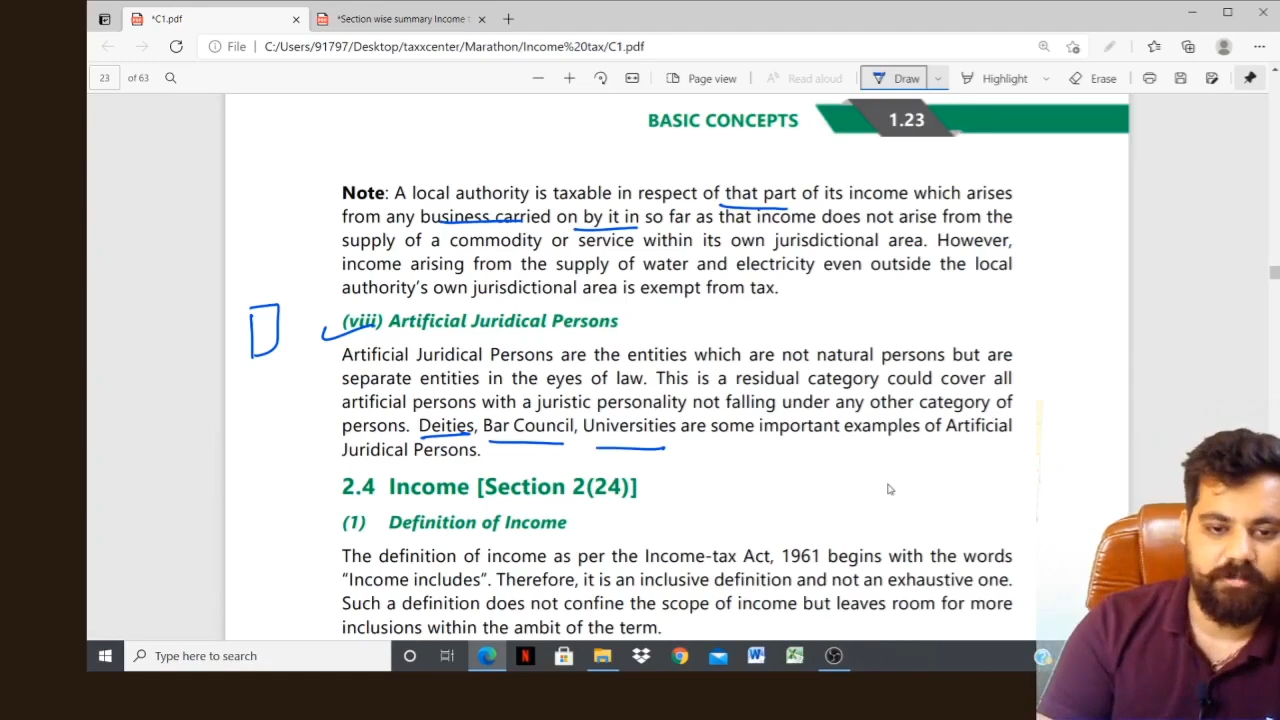 *C1.pdf
*Section wise summary Income
File
C:/Users/91797/Desktop/taxxcenter/Marathon/Income%20tax/C1.pdf
23 of 63
Page view
Read aloud
Draw
Highlight
Erase
BASIC CONCEPTS 1.23
Note: A local authority is taxable in respect of that part of its income which arises
from any business carried on by it in so far as that income does not arise from the
supply of a commodity or service within its own jurisdictional area. However,
income arising from the supply of water and electricity even outside the local
authority's own jurisdictional area is exempt from tax.
(viii) Artificial Juridical Persons
Artificial Juridical Persons are the entities which are not natural persons but are
separate entities in the eyes of law. This is a residual category could cover all
artificial persons with a juristic personality not falling under any other category of
persons. Deities, Bar Council, Universities are some important examples of Artificial
Juridical Persons.
2.4 Income [Section 2(24)]
(1) Definition of Income
The definition of income as per the Income-tax Act, 1961 begins with the words
“Income includes”. Therefore, it is an inclusive definition and not an exhaustive one.
Such a definition does not confine the scope of income but leaves room for more
inclusions within the ambit of the term.
Type here to search